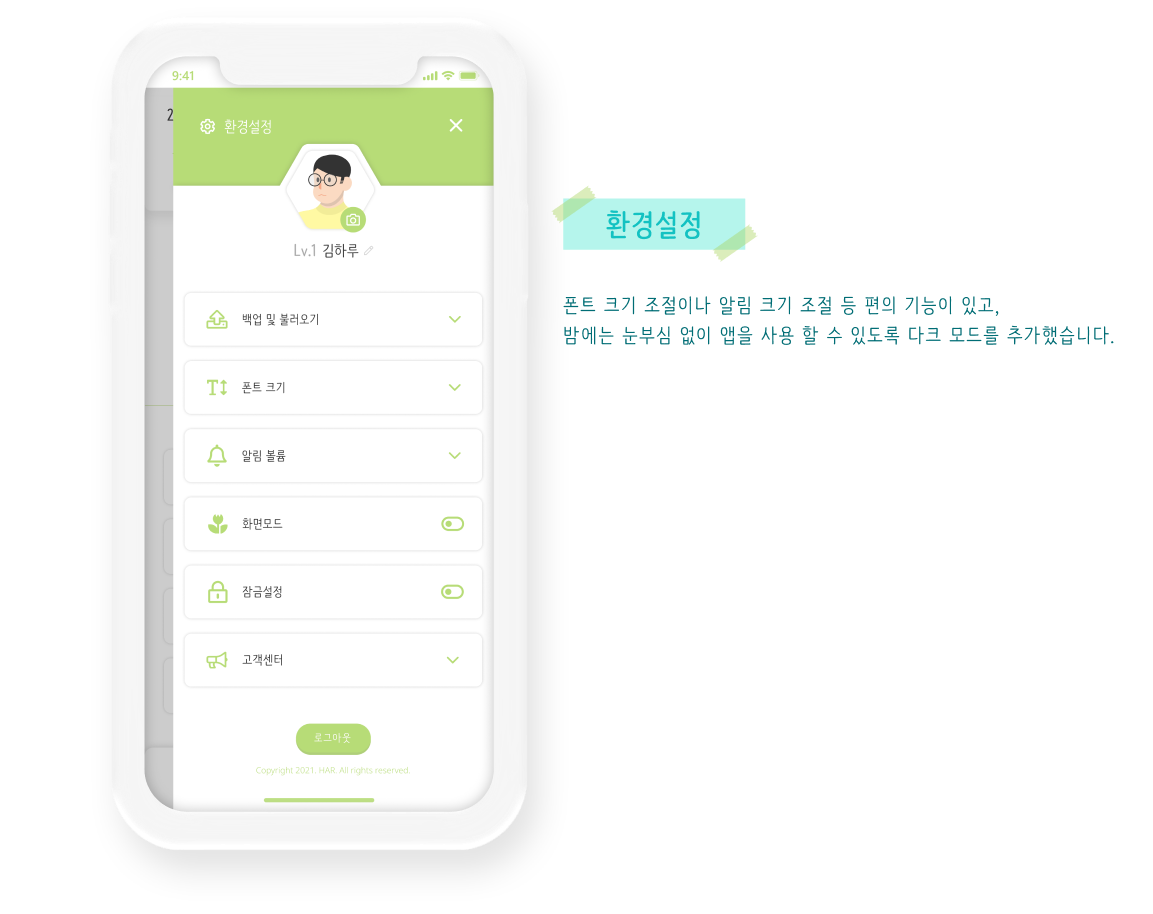 9:41
2
환경설정
Lv.1 김하루
백업 및 불러오기
폰트 크기
알림 볼륨
화면모드
잠금설정
고객센터
로그아웃
Copyright 2021. HAR. All rights reserved.
환경설정
폰트 크기 조절이나 알림 크기 조절 등 편의 기능이 있고,
밤에는 눈부심 없이 앱을 사용 할 수 있도록 다크 모드를 추가했습니다.